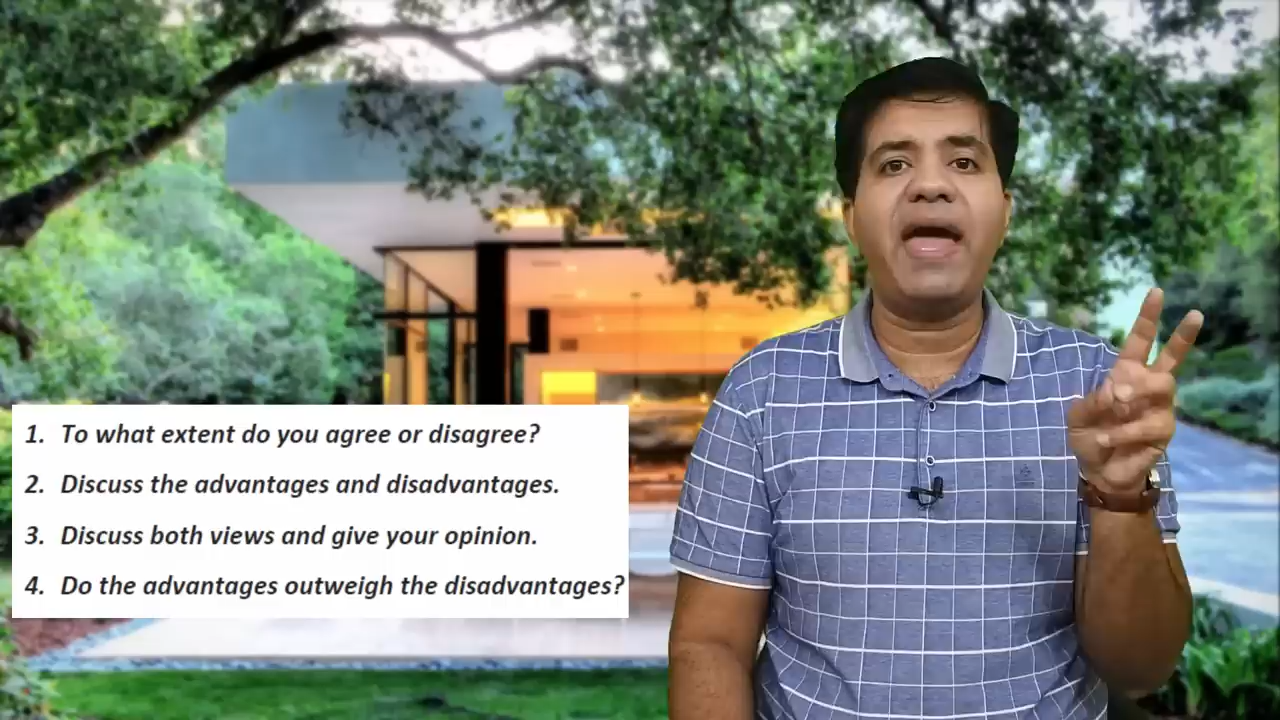 1. To what extent do you agree or disagree?
2. Discuss the advantages and disadvantages.
3. Discuss both views and give your opinion.
4. Do the advantages outweigh the disadvantages?